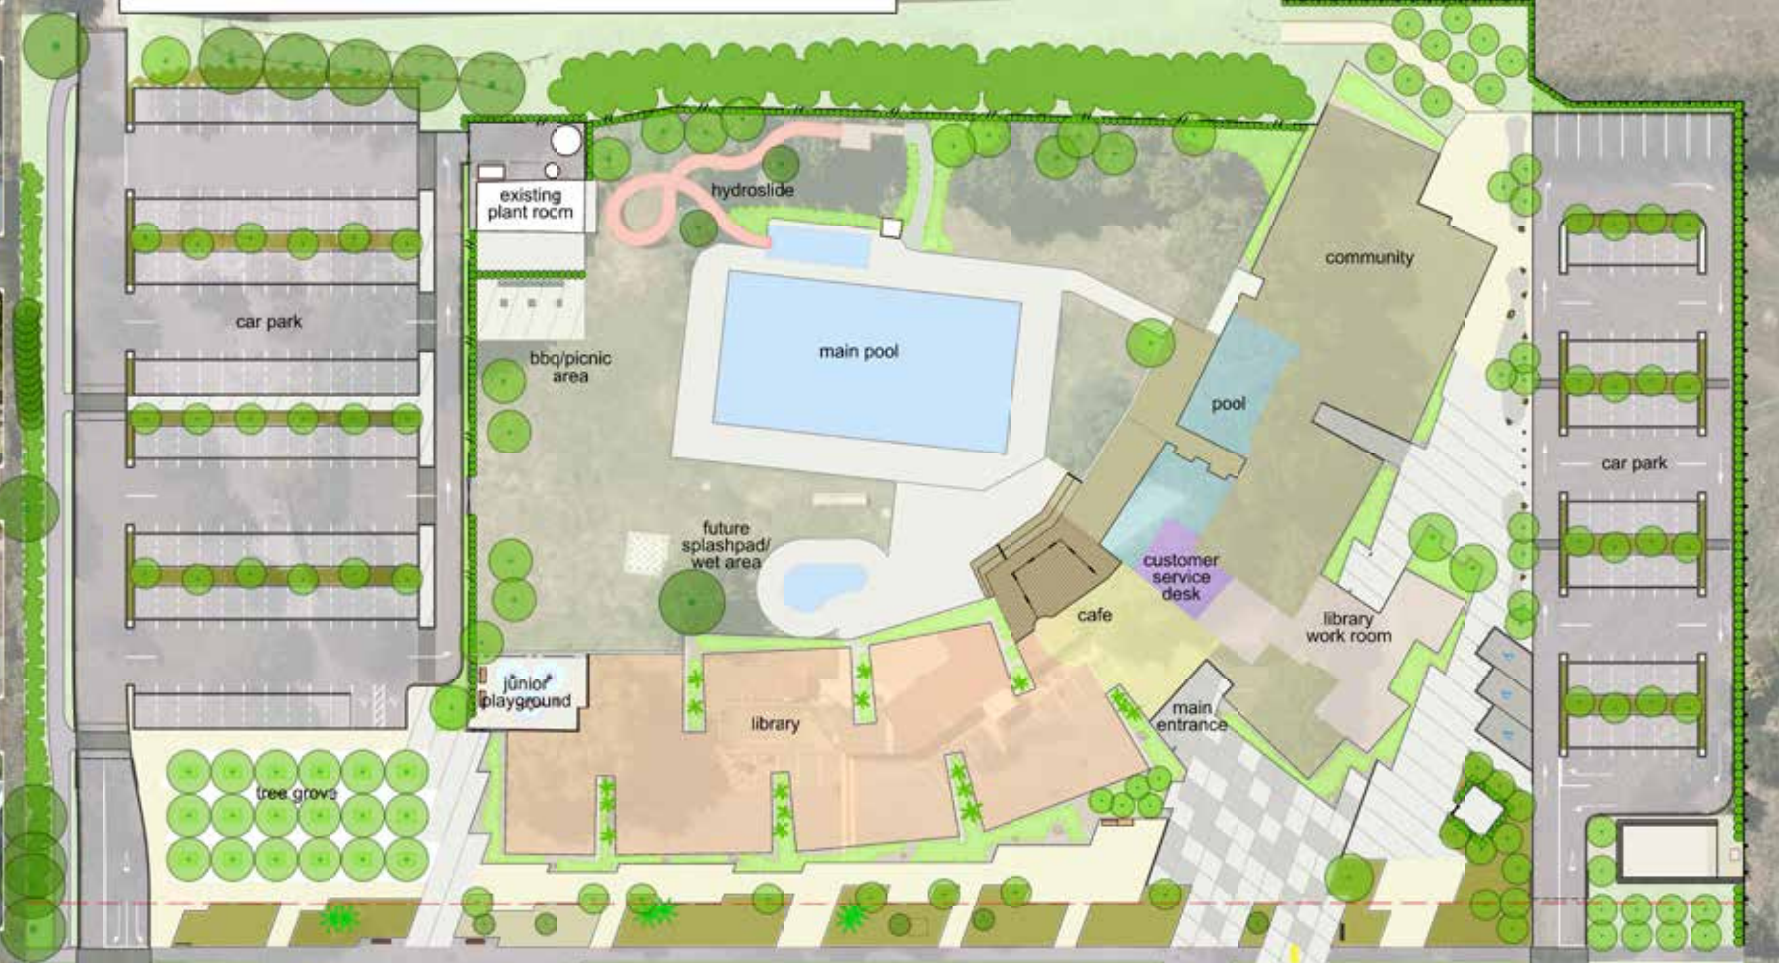 existing
plant room
hydroslide
community
car park
main pool
bbq/picnic
area
pool
car park
future
splashpad/
wet area
customer
service
desk
cafe
library
work room
junior
playground
library
main
entrance
tree grove